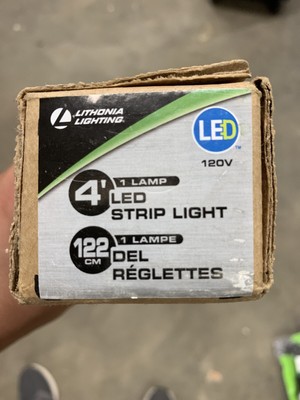 LITHONIA
LIGHTING
LED
120V
4' 1 LAMP
LED
STRIP LIGHT
122 CM 1 LAMPE
DEL
RÉGLETTES